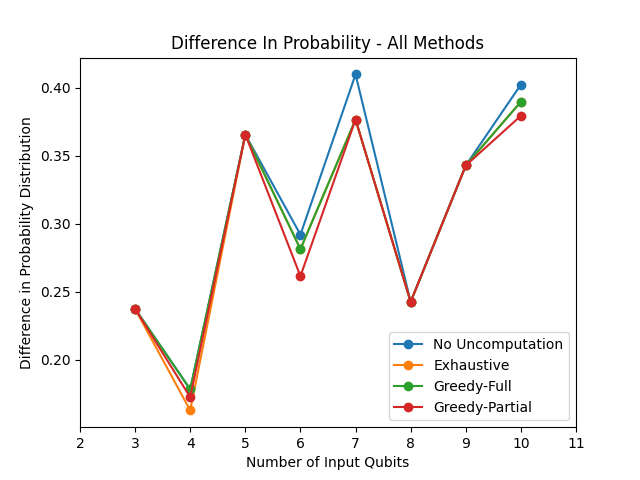 Difference In Probability - All Methods
Difference in Probability Distribution
0.40
0.35
0.30
0.25
0.20
No Uncomputation
Exhaustive
Greedy-Full
Greedy-Partial
2 3 4 5 6 7 8 9 10 11
Number of Input Qubits